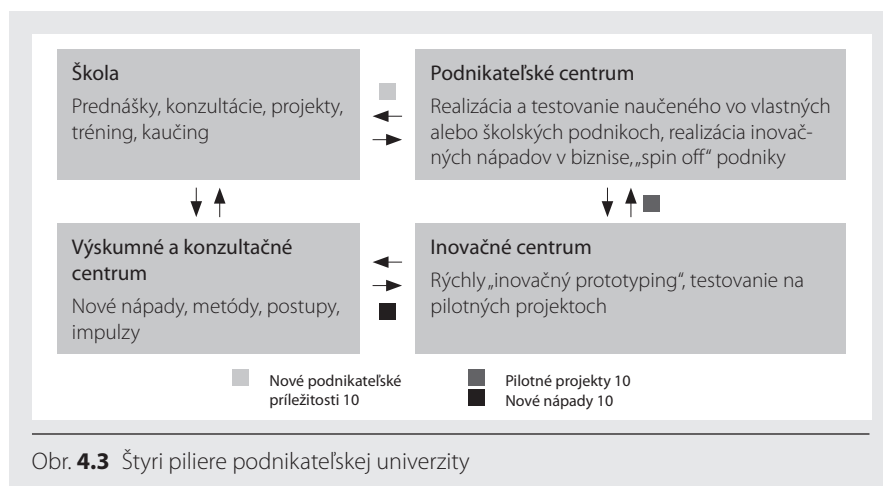 Škola
Prednášky, konzultácie, projekty,
tréning, kaučing
Podnikateľské centrum
Realizácia a testovanie naučeného vo vlastných
alebo školských podnikoch, realizácia inovač-
ných nápadov v biznise, „spin off“ podniky
Výskumné a konzultačné
centrum
Nové nápady, metódy, postupy,
impulzy
Inovačné centrum
Rýchly „inovačný prototyping“, testovanie na
pilotných projektoch
Nové podnikateľské
príležitosti 10
Pilotné projekty 10
Nové nápady 10
Obr. 4.3 Štyri piliere podnikateľskej univerzity